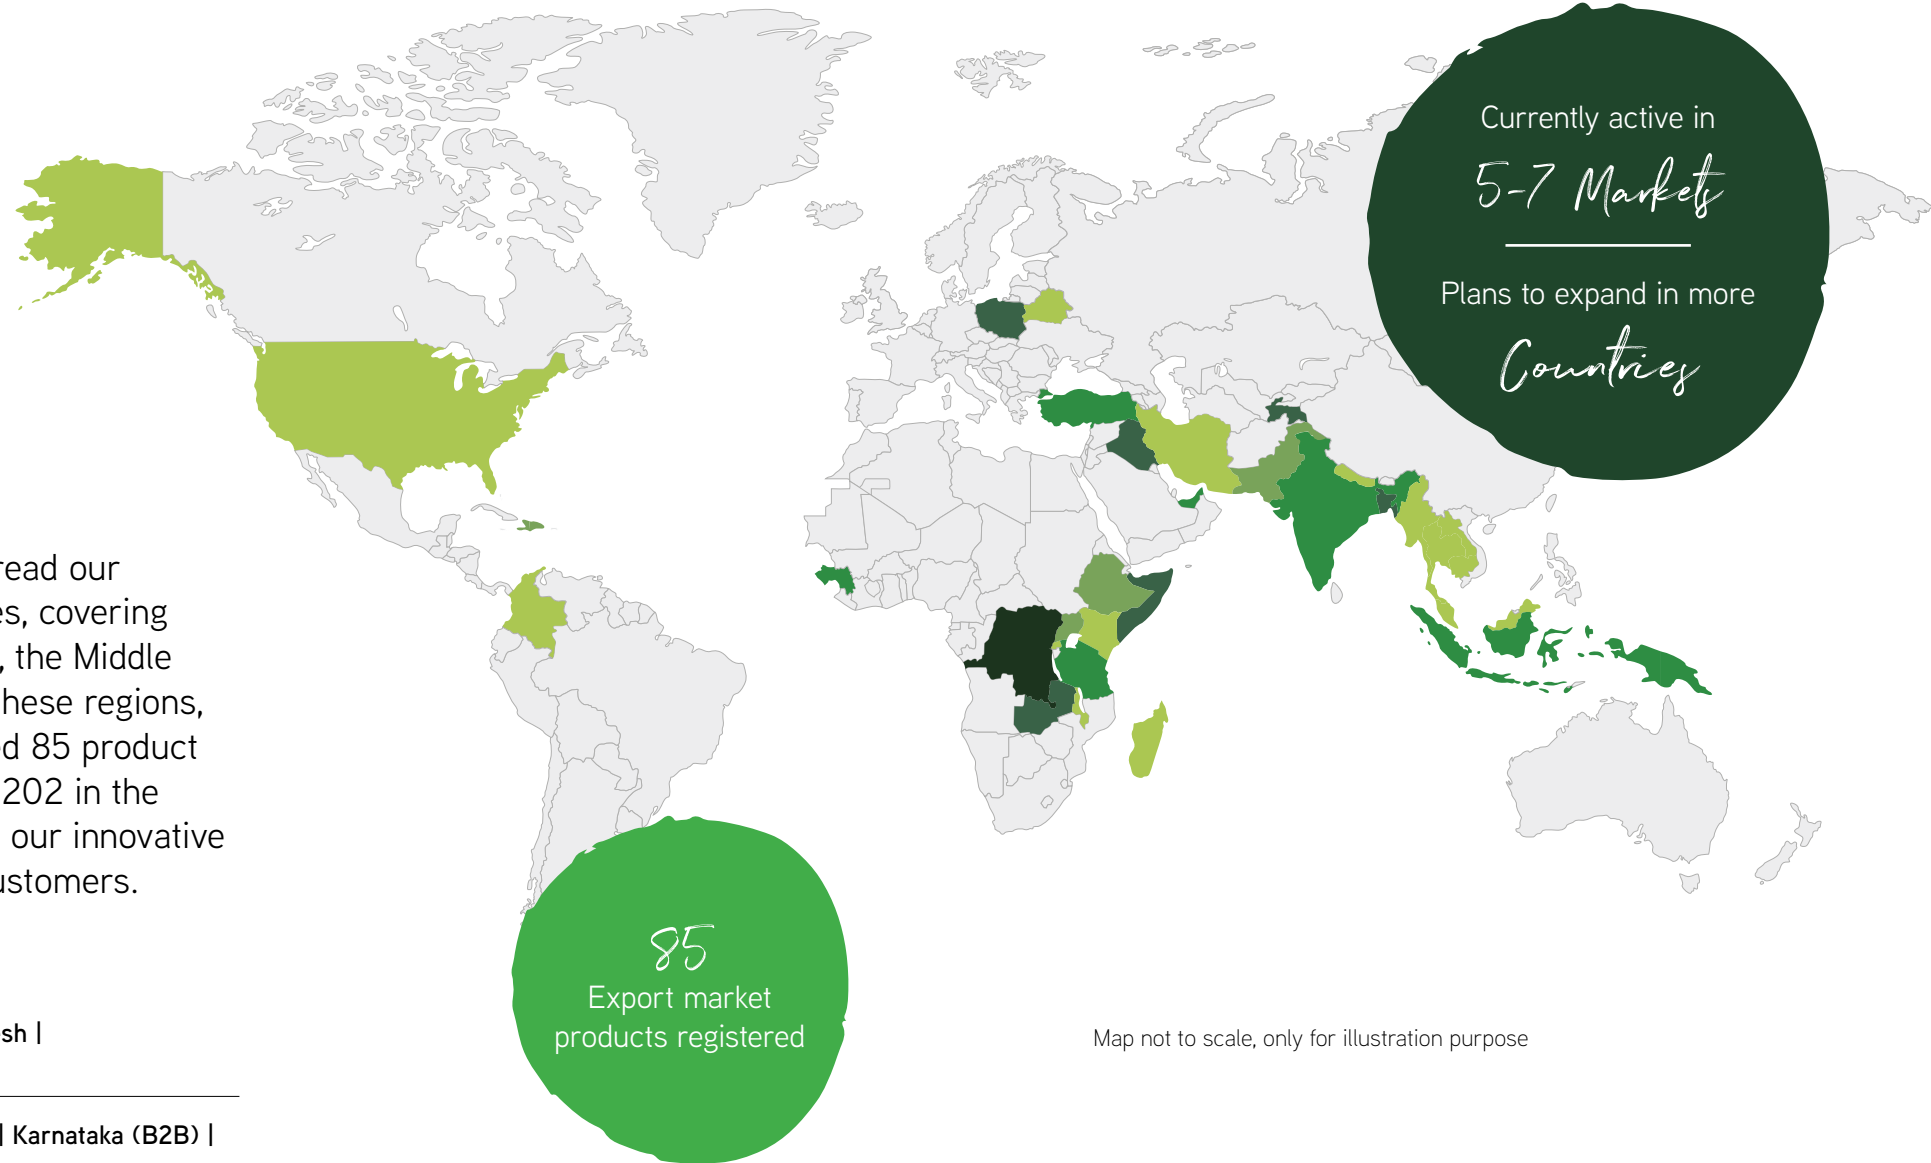 Currently active in
5-7 Markets
Plans to expand in more
Countries
read our
es, covering
, the Middle
hese regions,
ed 85 product
202 in the
our innovative
ustomers.
sh |
| Karnataka (B2B) |
85
Export market
products registered
Map not to scale, only for illustration purpose